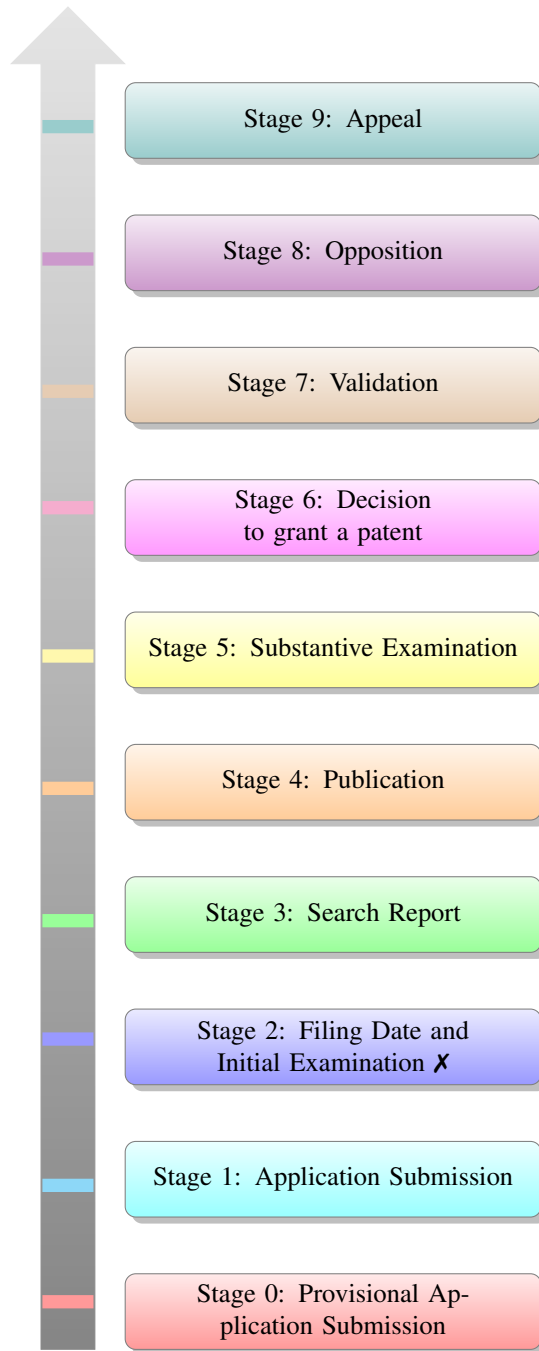 Stage 9: Appeal
Stage 8: Opposition
Stage 7: Validation
Stage 6: Decision
to grant a patent
Stage 5: Substantive Examination
Stage 4: Publication
Stage 3: Search Report
Stage 2: Filing Date and
Initial Examination ✗
Stage 1: Application Submission
Stage 0: Provisional Ap-
plication Submission